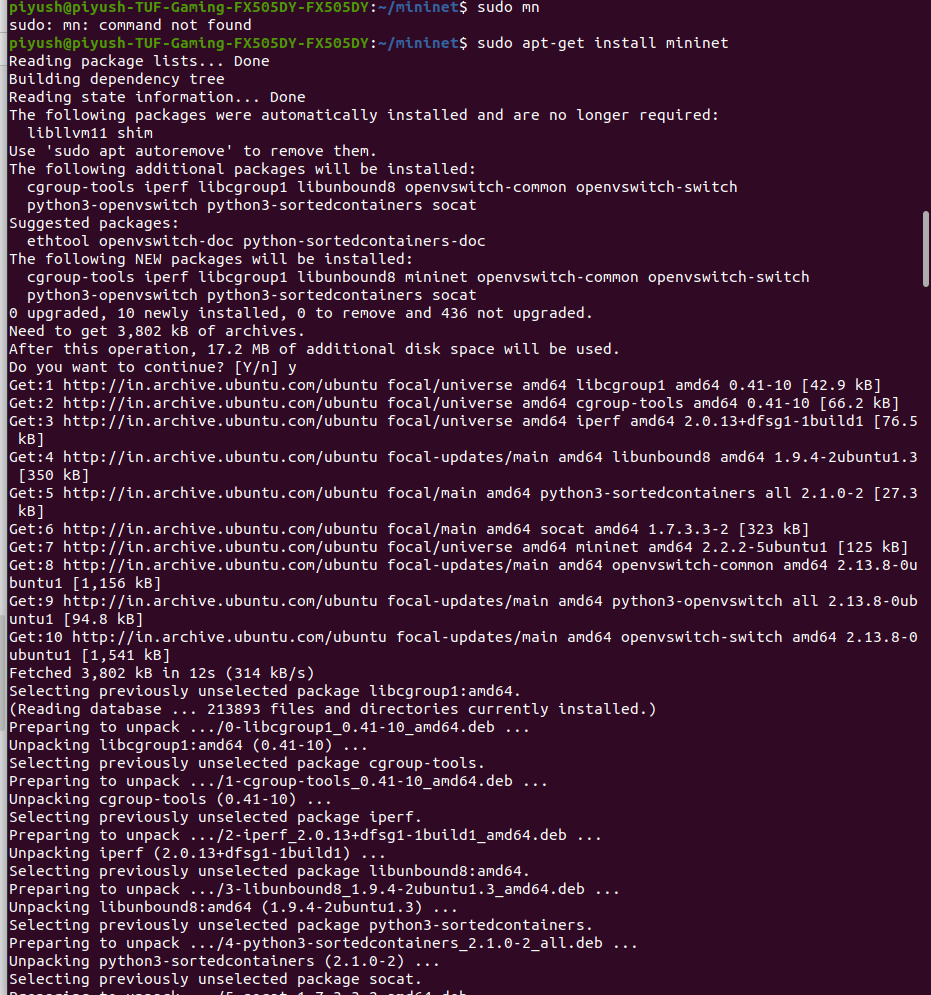 piyush@piyush-TUF-Gaming-FX505DY-FX505DY:~/mininet$ sudo mn
sudo: mn: command not found
piyush@piyush-TUF-Gaming-FX505DY-FX505DY:~/mininet$ sudo apt-get install mininet
Reading package lists... Done
Building dependency tree
Reading state information... Done
The following packages were automatically installed and are no longer required:
  libllvm11 shim
Use 'sudo apt autoremove' to remove them.
The following additional packages will be installed:
  cgroup-tools iperf libcgroup1 libunbound8 openvswitch-common openvswitch-switch
  python3-openvswitch python3-sortedcontainers socat
Suggested packages:
  ethtool openvswitch-doc python-sortedcontainers-doc
The following NEW packages will be installed:
  cgroup-tools iperf libcgroup1 libunbound8 mininet openvswitch-common openvswitch-switch
  python3-openvswitch python3-sortedcontainers socat
0 upgraded, 10 newly installed, 0 to remove and 436 not upgraded.
Need to get 3,802 kB of archives.
After this operation, 17.2 MB of additional disk space will be used.
Do you want to continue? [Y/n] y
Get:1 http://in.archive.ubuntu.com/ubuntu focal/universe amd64 libcgroup1 amd64 0.41-10 [42.9 kB]
Get:2 http://in.archive.ubuntu.com/ubuntu focal/universe amd64 cgroup-tools amd64 0.41-10 [66.2 kB]
Get:3 http://in.archive.ubuntu.com/ubuntu focal/universe amd64 iperf amd64 2.0.13+dfsg1-1build1 [76.5
 kB]
Get:4 http://in.archive.ubuntu.com/ubuntu focal-updates/main amd64 libunbound8 amd64 1.9.4-2ubuntu1.3
 [350 kB]
Get:5 http://in.archive.ubuntu.com/ubuntu focal/main amd64 python3-sortedcontainers all 2.1.0-2 [27.3
 kB]
Get:6 http://in.archive.ubuntu.com/ubuntu focal/main amd64 socat amd64 1.7.3.3-2 [323 kB]
Get:7 http://in.archive.ubuntu.com/ubuntu focal/universe amd64 mininet amd64 2.2.2-5ubuntu1 [125 kB]
Get:8 http://in.archive.ubuntu.com/ubuntu focal-updates/main amd64 openvswitch-common amd64 2.13.8-0u
buntu1 [1,156 kB]
Get:9 http://in.archive.ubuntu.com/ubuntu focal-updates/main amd64 python3-openvswitch all 2.13.8-0ub
untu1 [94.8 kB]
Get:10 http://in.archive.ubuntu.com/ubuntu focal-updates/main amd64 openvswitch-switch amd64 2.13.8-0
ubuntu1 [1,541 kB]
Fetched 3,802 kB in 12s (314 kB/s)
Selecting previously unselected package libcgroup1:amd64.
(Reading database ... 213893 files and directories currently installed.)
Preparing to unpack .../0-libcgroup1_0.41-10_amd64.deb ...
Unpacking libcgroup1:amd64 (0.41-10) ...
Selecting previously unselected package cgroup-tools.
Preparing to unpack .../1-cgroup-tools_0.41-10_amd64.deb ...
Unpacking cgroup-tools (0.41-10) ...
Selecting previously unselected package iperf.
Preparing to unpack .../2-iperf_2.0.13+dfsg1-1build1_amd64.deb ...
Unpacking iperf (2.0.13+dfsg1-1build1) ...
Selecting previously unselected package libunbound8:amd64.
Preparing to unpack .../3-libunbound8_1.9.4-2ubuntu1.3_amd64.deb ...
Unpacking libunbound8:amd64 (1.9.4-2ubuntu1.3) ...
Selecting previously unselected package python3-sortedcontainers.
Preparing to unpack .../4-python3-sortedcontainers_2.1.0-2_all.deb ...
Unpacking python3-sortedcontainers (2.1.0-2) ...
Selecting previously unselected package socat.